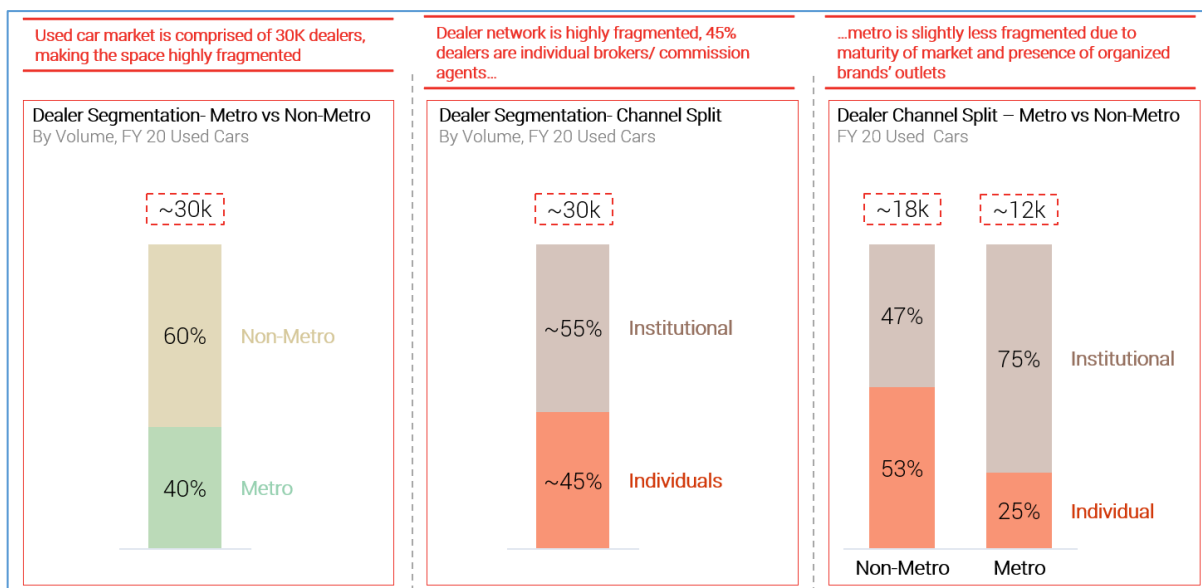 Used car market is comprised of 30K dealers,
making the space highly fragmented
Dealer Segmentation- Metro vs Non-Metro
By Volume, FY 20 Used Cars
~30k
60%
Non-Metro
40%
Metro
Dealer network is highly fragmented, 45%
dealers are individual brokers/ commission
agents…
Dealer Segmentation- Channel Split
By Volume, FY 20 Used Cars
~30k
~55%
Institutional
~45%
Individuals
…metro is slightly less fragmented due to
maturity of market and presence of organized
brands' outlets
Dealer Channel Split – Metro vs Non-Metro
FY 20 Used  Cars
~18k
~12k
47%
75%
Institutional
53%
25%
Individual
Non-Metro
Metro